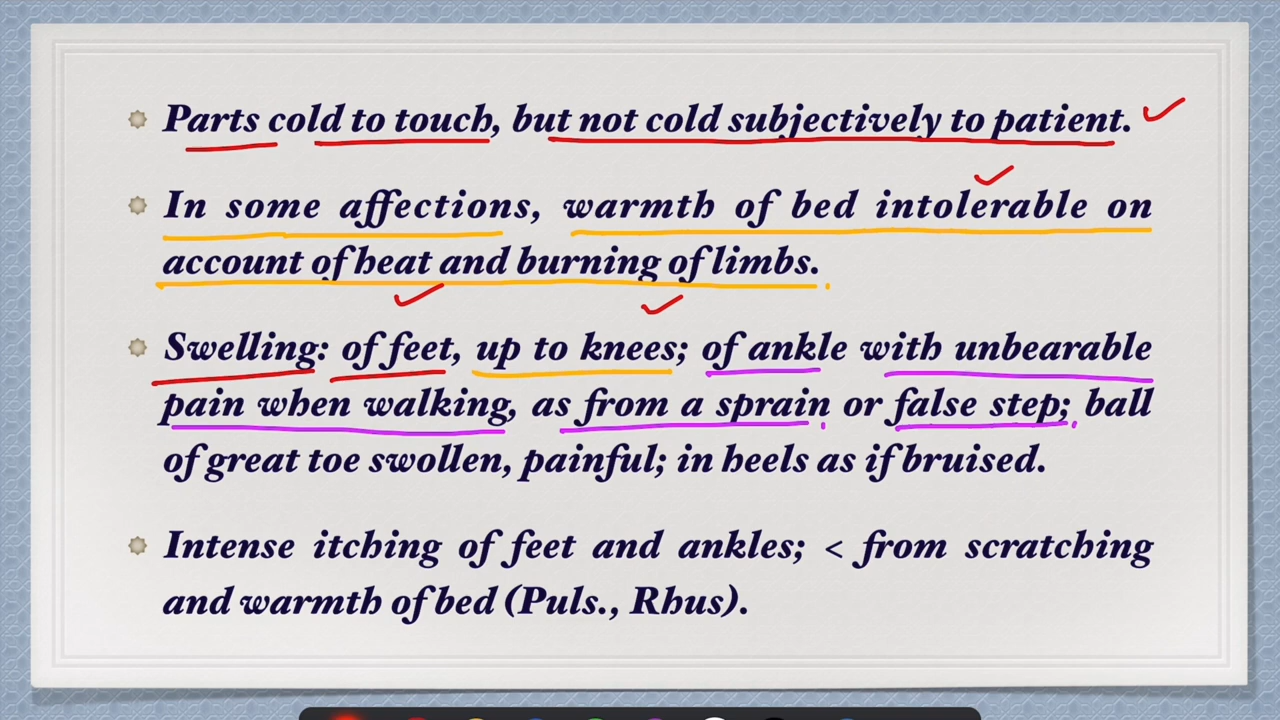 Parts cold to touch, but not cold subjectively to patient.
In some affections, warmth of bed intolerable on
account of heat and burning of limbs.
Swelling: of feet, up to knees; of ankle with unbearable
pain when walking, as from a sprain or false step; ball
of great toe swollen, painful; in heels as if bruised.
Intense itching of feet and ankles; < from scratching
and warmth of bed (Puls., Rhus).